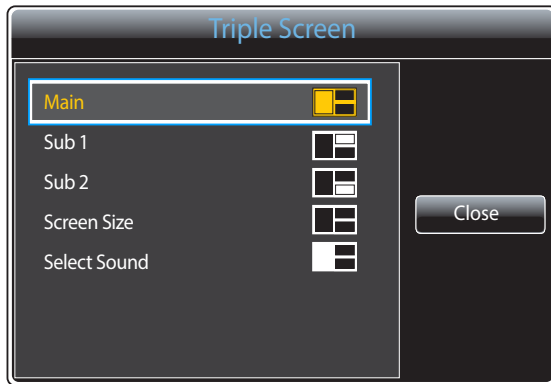 Triple Screen
Main
Sub 1
Sub 2
Screen Size
Select Sound
Close